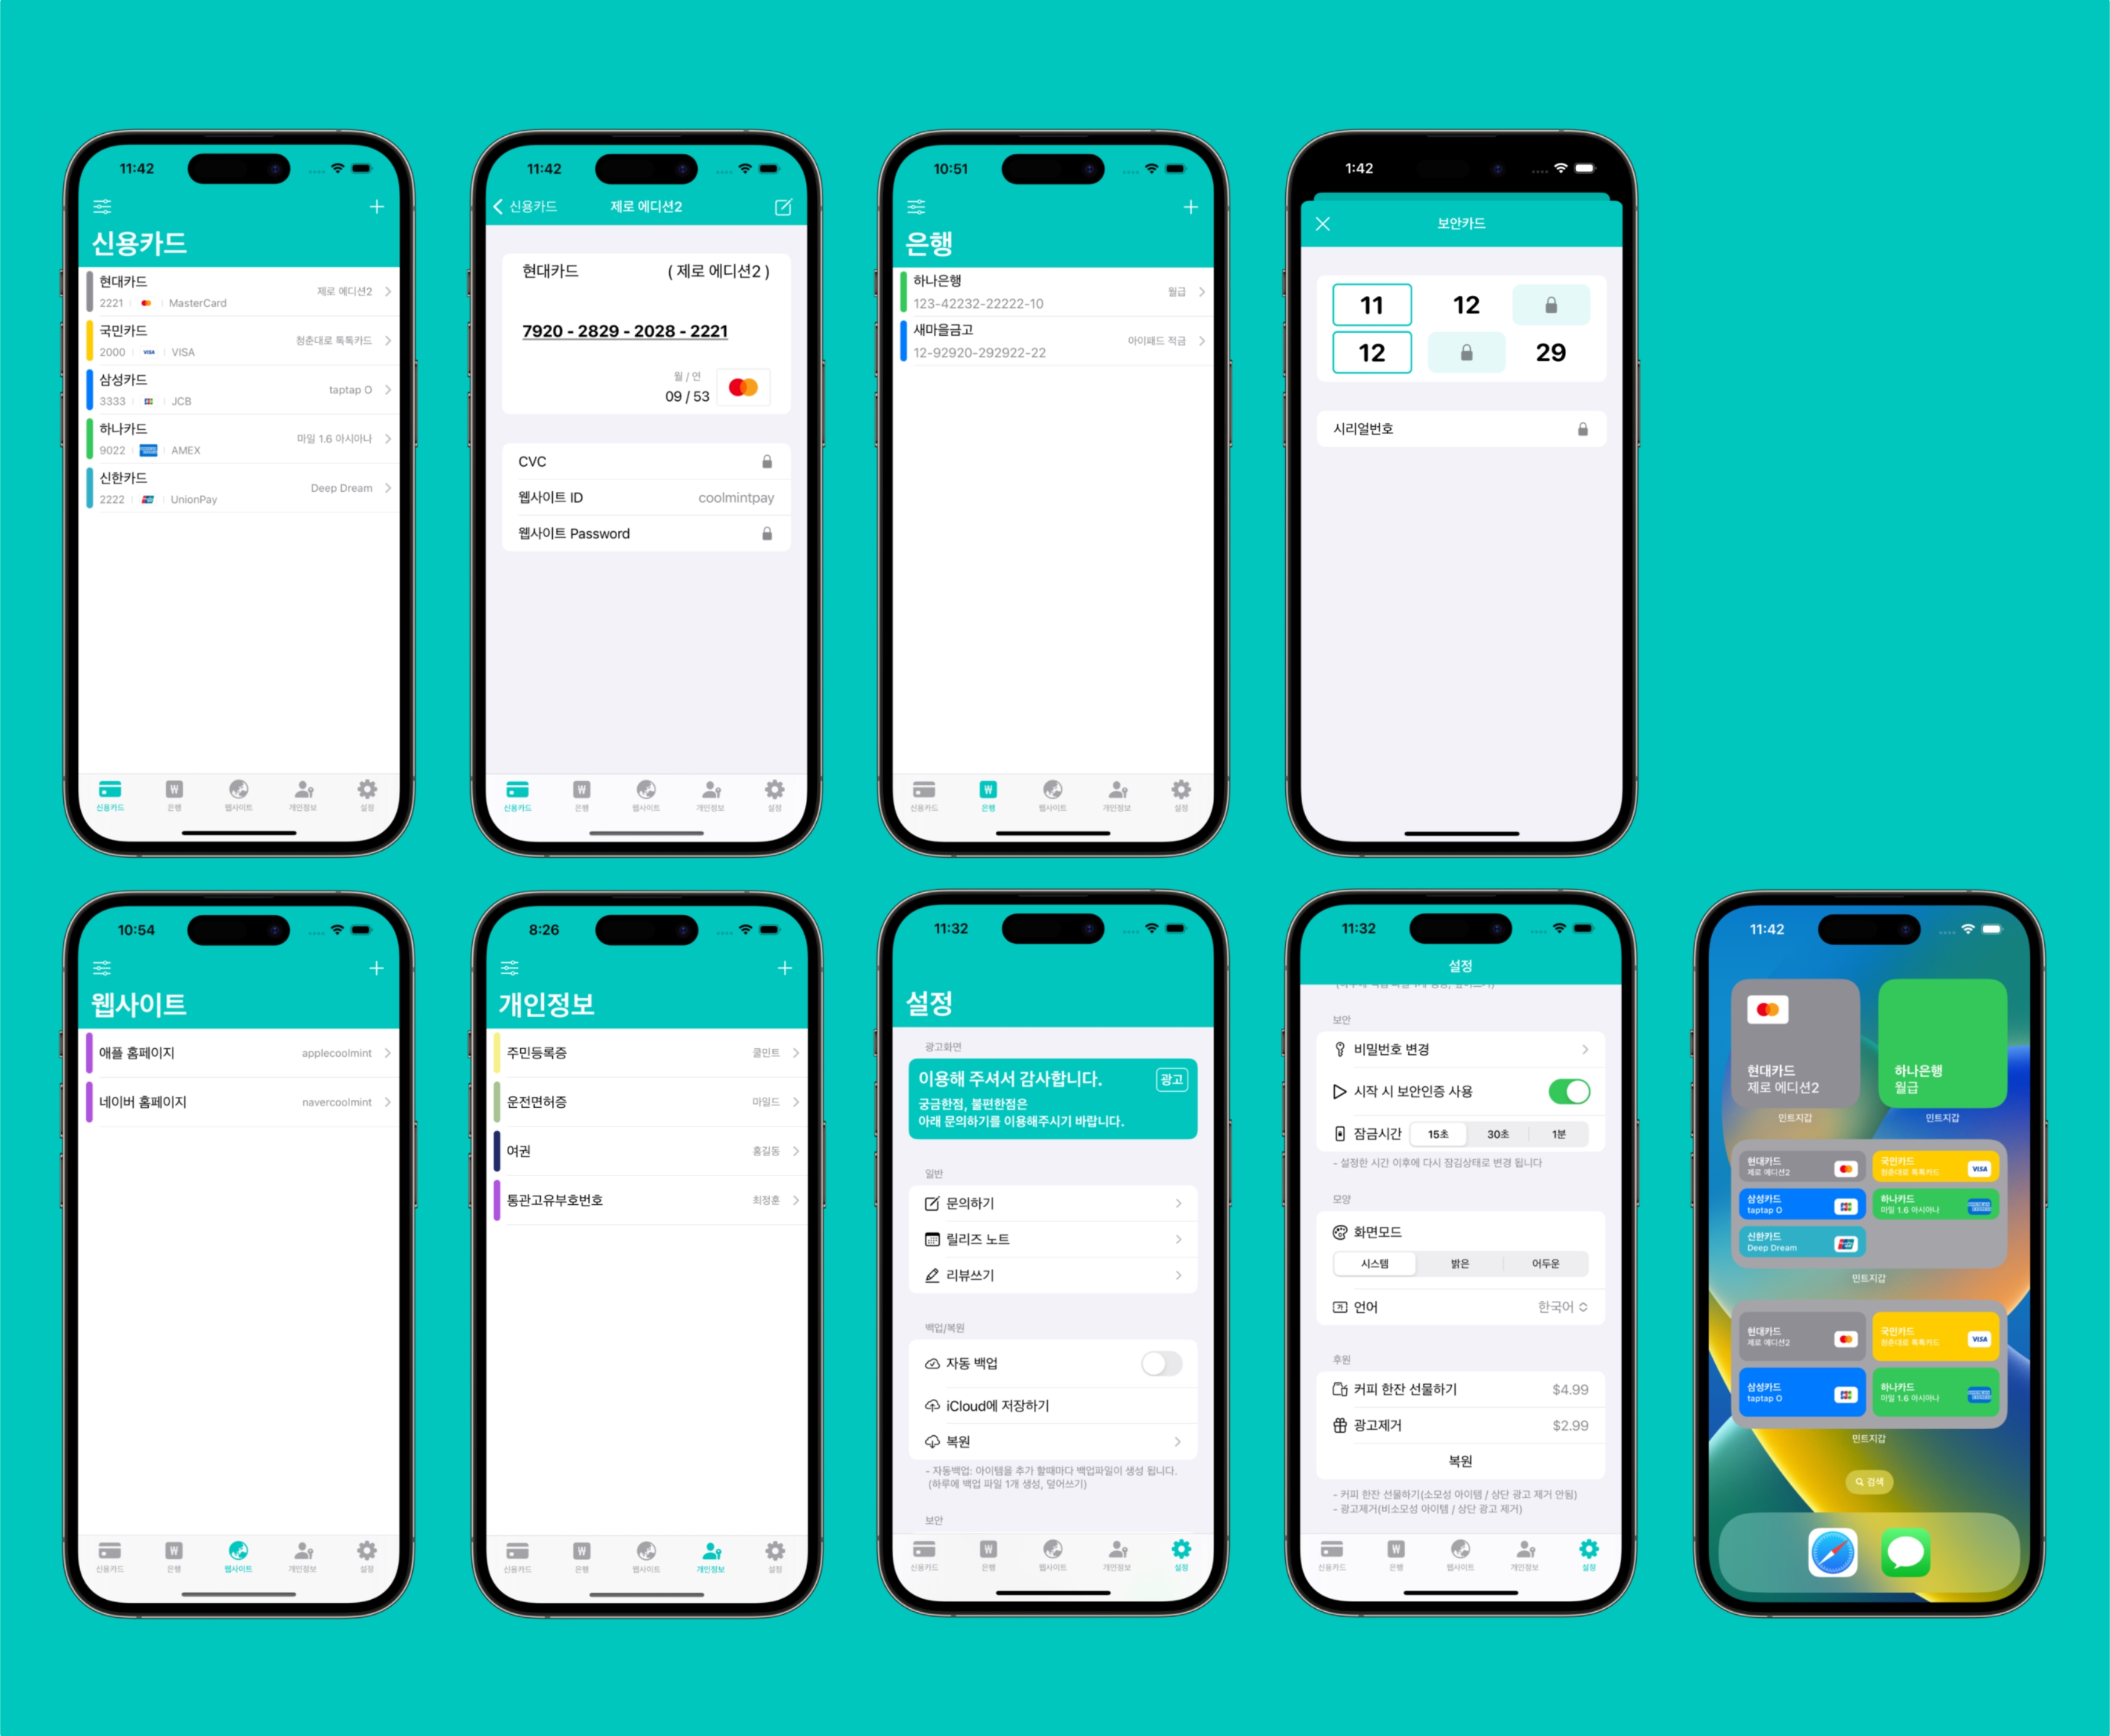 11:42
신용카드
현대카드
2221 MasterCard
제로 에디션2
국민카드
2000 VISA VISA
청춘대로 톡톡카드
삼성카드
3333 JCB
taptap O
하나카드
9022 AMEX
마일 1.6 아시아나
신한카드
2222 UnionPay
Deep Dream
신용카드 은행 웹사이트 개인정보 설정
11:42
신용카드 제로 에디션2
현대카드 ( 제로 에디션2 )
7920 - 2829 - 2028 - 2221
월 / 연
09 / 53
CVC
웹사이트 ID coolmintpay
웹사이트 Password
신용카드 은행 웹사이트 개인정보 설정
10:51
은행
하나은행
123-42232-22222-10
월급
새마을금고
12-92920-292922-22
아이패드 적금
신용카드 은행 웹사이트 개인정보 설정
1:42
보안카드
11 12
12 29
시리얼번호
10:54
웹사이트
애플 홈페이지 applecoolmint
네이버 홈페이지 navercoolmint
신용카드 은행 웹사이트 개인정보 설정
8:26
개인정보
주민등록증 쿨민트
운전면허증 마일드
여권 홍길동
통관고유부호번호 최정훈
신용카드 은행 웹사이트 개인정보 설정
11:32
설정
광고화면
이용해 주셔서 감사합니다. 광고
궁금한점, 불편한점은
아래 문의하기를 이용해주시기 바랍니다.
일반
문의하기
릴리즈 노트
리뷰쓰기
백업/복원
자동 백업
iCloud에 저장하기
복원
- 자동백업: 아이템을 추가 할때마다 백업파일이 생성 됩니다.
(하루에 백업 파일 1개 생성, 덮어쓰기)
보안
신용카드 은행 웹사이트 개인정보 설정
11:32
설정
보안
비밀번호 변경
시작 시 보안인증 사용
잠금시간 15초 30초 1분
- 설정한 시간 이후에 다시 잠김상태로 변경 됩니다
모양
화면모드
시스템 밝은 어두운
언어 한국어
후원
커피 한잔 선물하기 $4.99
광고제거 $2.99
복원
- 커피 한잔 선물하기(소모성 아이템 / 상단 광고 제거 안됨)
- 광고제거(비소모성 아이템 / 상단 광고 제거)
신용카드 은행 웹사이트 개인정보 설정
11:42
현대카드
제로 에디션2
민트지갑
하나은행
월급
민트지갑
현대카드
제로 에디션2
국민카드
청춘대로 톡톡카드
VISA
삼성카드
taptap O
하나카드
마일 1.6 아시아나
신한카드
Deep Dream
민트지갑
현대카드
제로 에디션2
국민카드
청춘대로 톡톡카드
VISA
삼성카드
taptap O
하나카드
마일 1.6 아시아나
민트지갑
검색